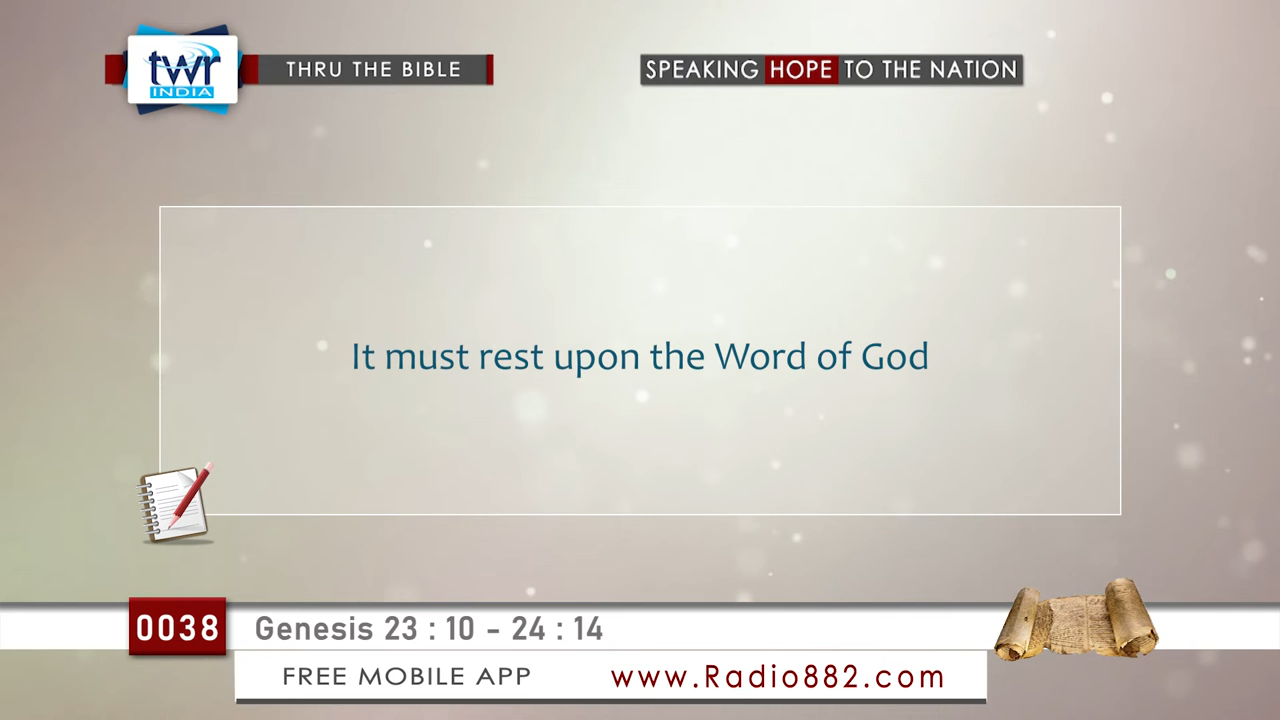 twr
INDIA
THRU THE BIBLE
SPEAKING HOPE TO THE NATION
It must rest upon the Word of God
0038
Genesis 23 : 10 - 24 : 14
FREE MOBILE APP
www.Radio882.com